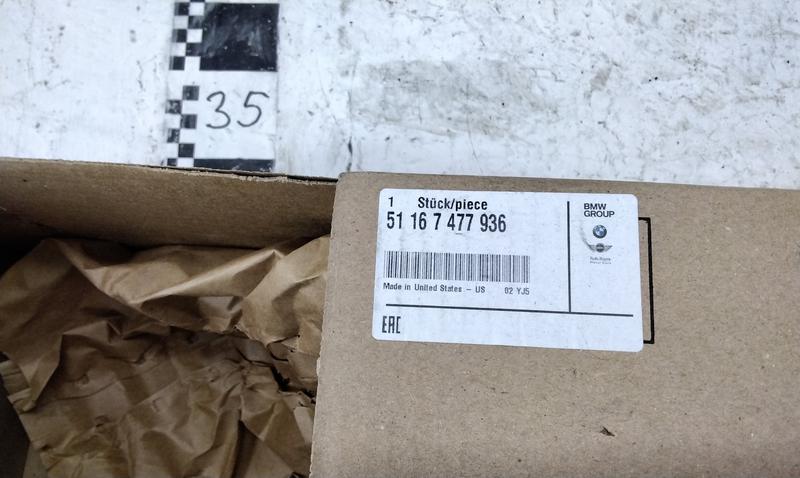 35
1 Stück/piece
51 16 7 477 936
BMW
GROUP
Made in United States – US 02 YJ5
EAC